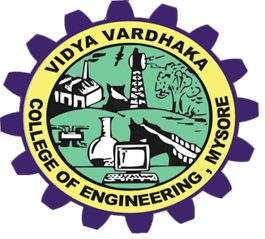 VIDYA VARDHAKA
COLLEGE OF ENGINEERING , MYSORE